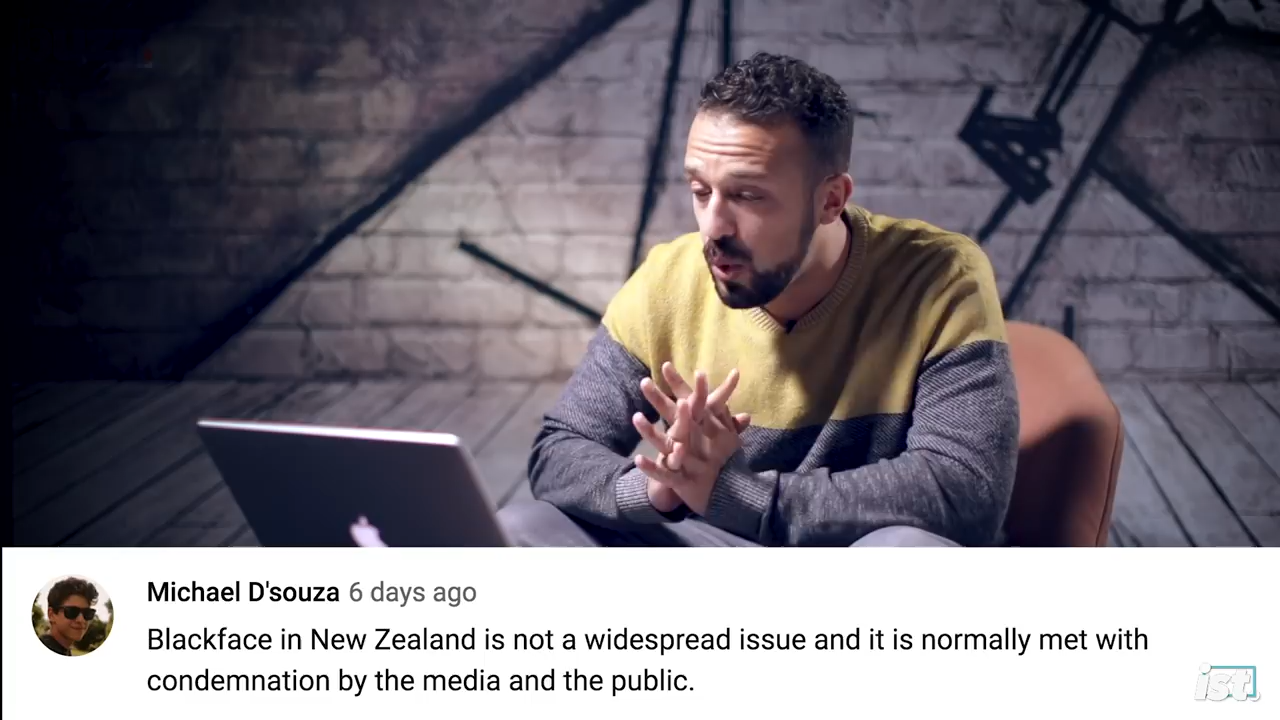 Michael D'souza 6 days ago
Blackface in New Zealand is not a widespread issue and it is normally met with
condemnation by the media and the public.
ist.